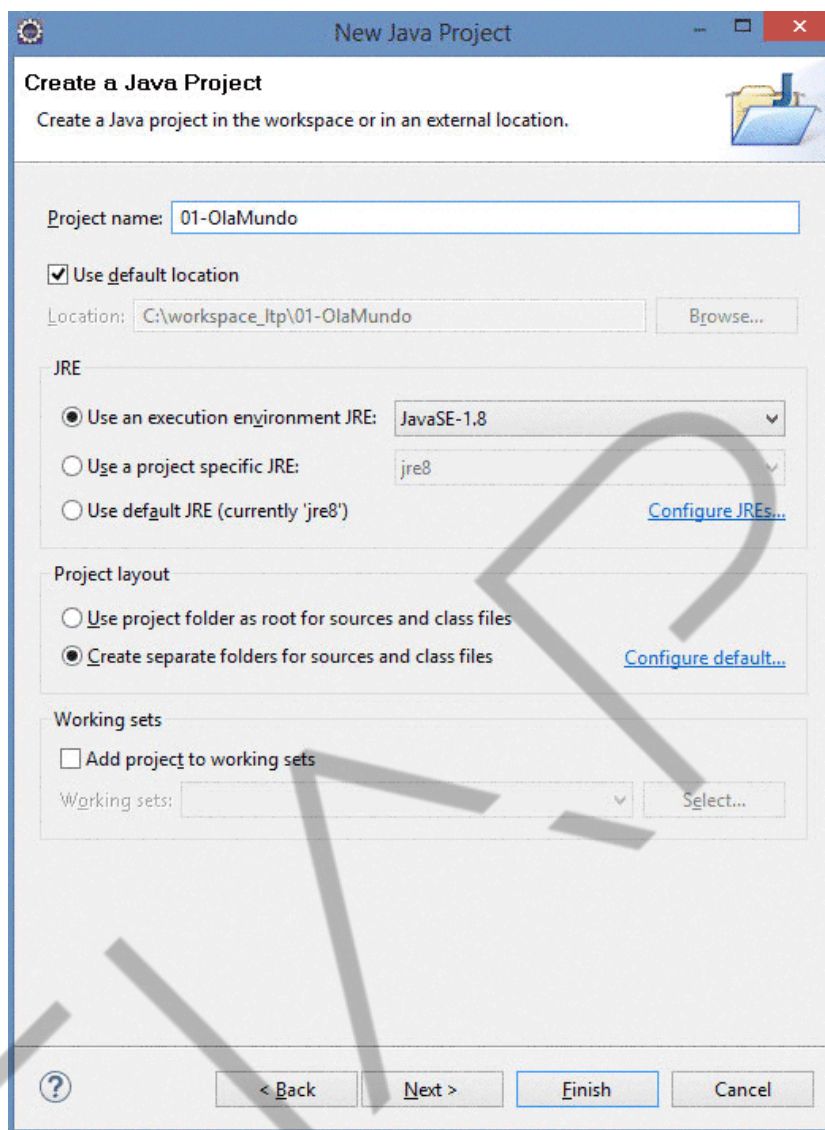 New Java Project
Create a Java Project
Create a Java project in the workspace or in an external location.
Project name: 01-OlaMundo
Use default location
Location: C:\workspace_ltp\01-OlaMundo Browse...
JRE
Use an execution environment JRE: JavaSE-1.8
Use a project specific JRE: jre8
Use default JRE (currently 'jre8') Configure JREs...
Project layout
Use project folder as root for sources and class files
Create separate folders for sources and class files Configure default...
Working sets
Add project to working sets
Working sets: Select...
? < Back Next > Finish Cancel